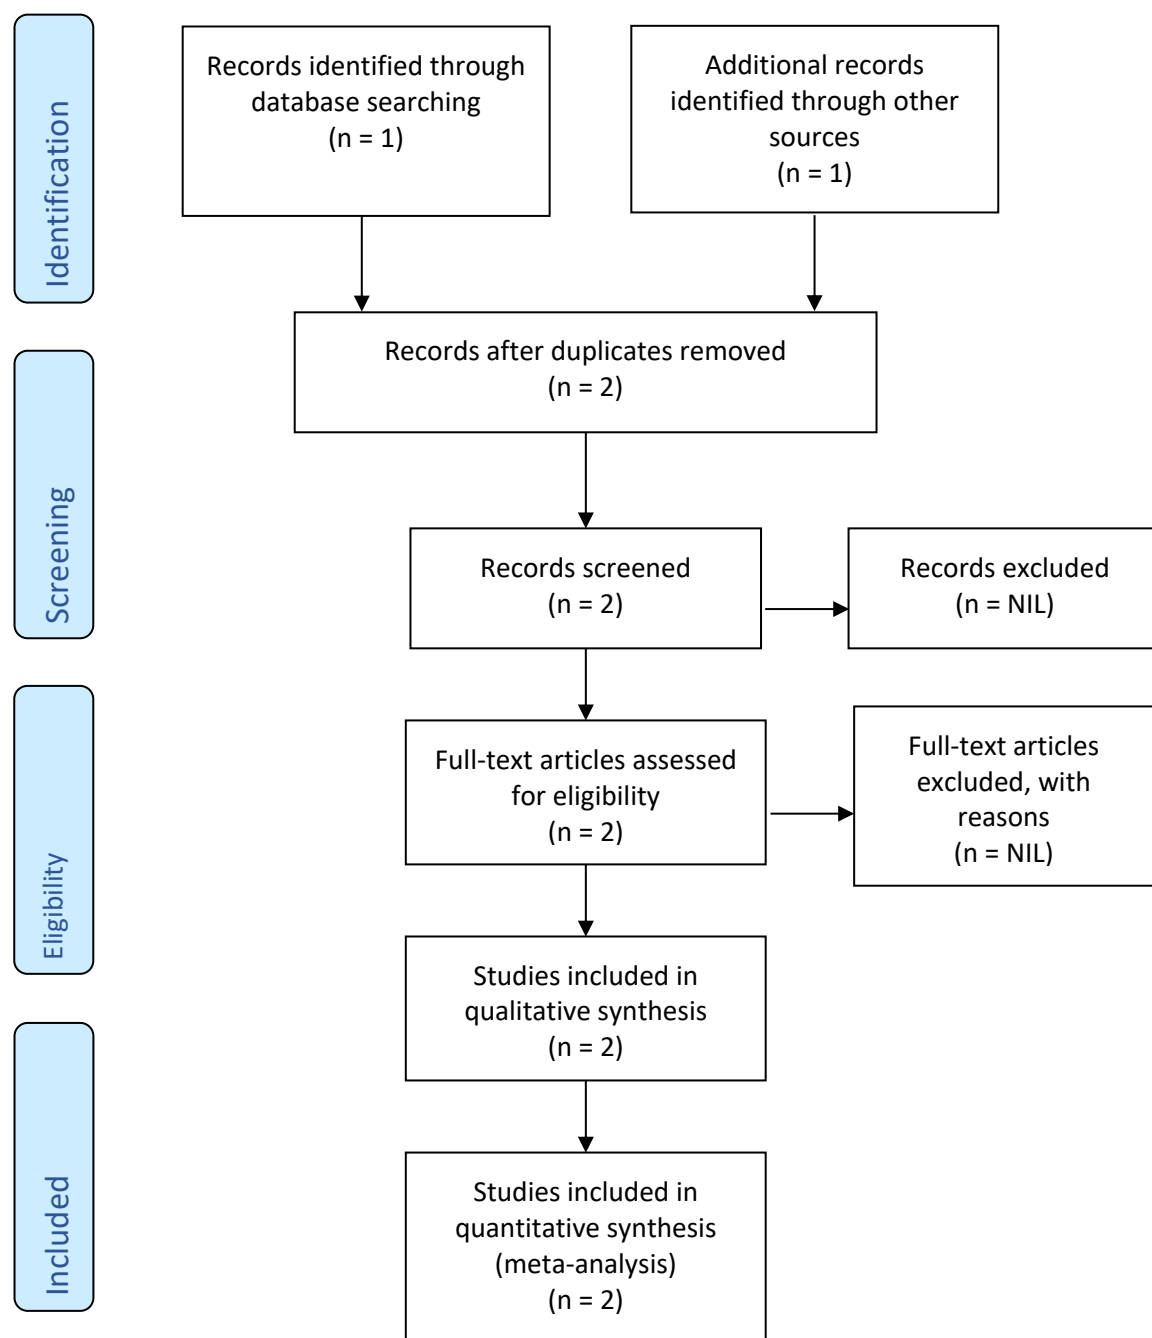 Identification
Records identified through
database searching
(n = 1)
Additional records
identified through other
sources
(n = 1)
Records after duplicates removed
(n = 2)
Screening
Records screened
(n = 2)
Records excluded
(n = NIL)
Eligibility
Full-text articles assessed
for eligibility
(n = 2)
Full-text articles
excluded, with
reasons
(n = NIL)
Studies included in
qualitative synthesis
(n = 2)
Included
Studies included in
quantitative synthesis
(meta-analysis)
(n = 2)